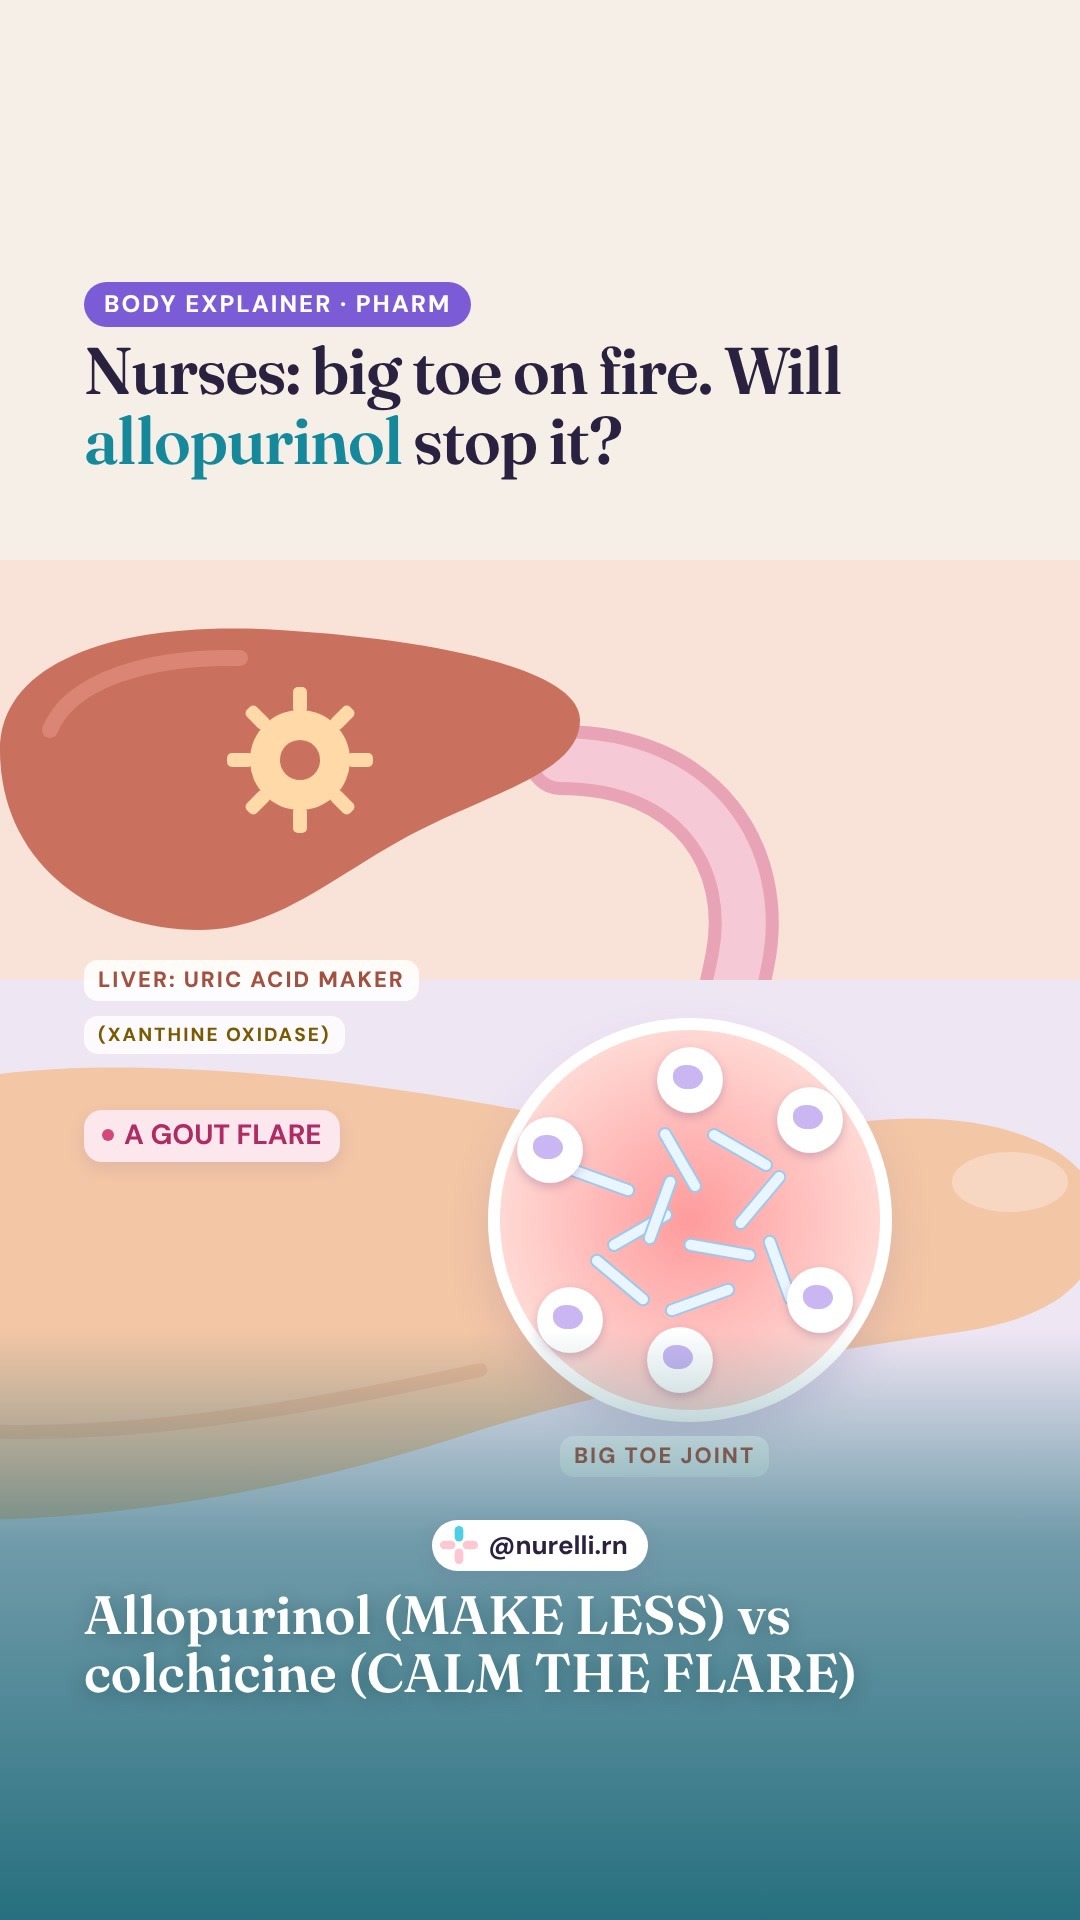 BODY EXPLAINER · PHARM
Nurses: big toe on fire. Will
allopurinol stop it?
LIVER: URIC ACID MAKER
(XANTHINE OXIDASE)
• A GOUT FLARE
BIG TOE JOINT
@nurelli.rn
Allopurinol (MAKE LESS) vs
colchicine (CALM THE FLARE)